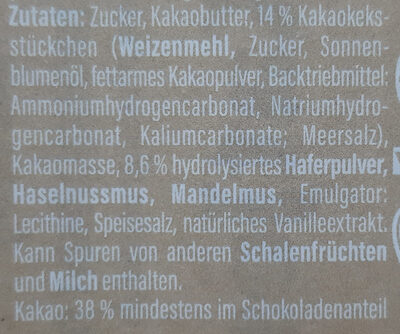 Zutaten: Zucker, Kakaobutter, 14 % Kakaokeks-
stückchen (Weizenmehl, Zucker, Sonnen-
blumenöl, fettarmes Kakaopulver, Backtriebmittel:
Ammoniumhydrogencarbonat, Natriumhydro-
gencarbonat, Kaliumcarbonate; Meersalz),
Kakaomasse, 8,6 % hydrolysiertes Haferpulver,
Haselnussmus, Mandelmus, Emulgator:
Lecithine, Speisesalz, natürliches Vanilleextrakt.
Kann Spuren von anderen Schalenfrüchten
und Milch enthalten.
Kakao: 38 % mindestens im Schokoladenanteil